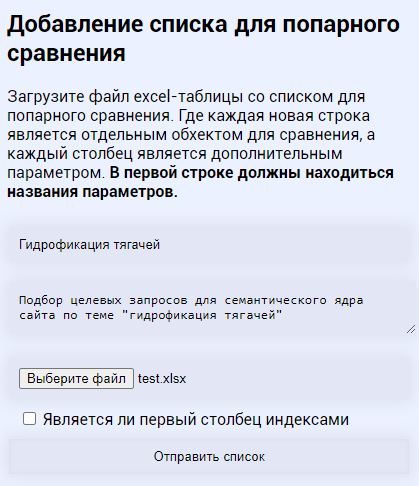 Добавление списка для попарного
сравнения
Загрузите файл excel-таблицы со списком для
попарного сравнения. Где каждая новая строка
является отдельным обхектом для сравнения, а
каждый столбец является дополнительным
параметром. В первой строке должны находиться
названия параметров.
Гидрофикация тягачей
Подбор целевых запросов для семантического ядра
сайта по теме "гидрофикация тягачей"
Выберите файл test.xlsx
Является ли первый столбец индексами
Отправить список